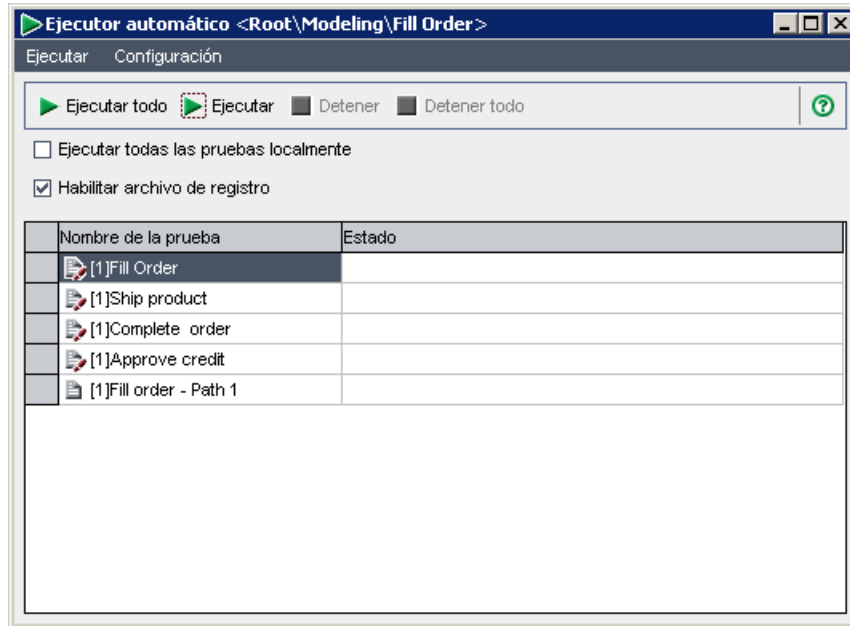 Ejecutor automático <Root\Modeling\Fill Order>
Ejecutar Configuración
Ejecutar todo Ejecutar Detener Detener todo
Ejecutar todas las pruebas localmente
Habilitar archivo de registro
Nombre de la prueba Estado
[1]Fill Order
[1]Ship product
[1]Complete order
[1]Approve credit
[1]Fill order - Path 1